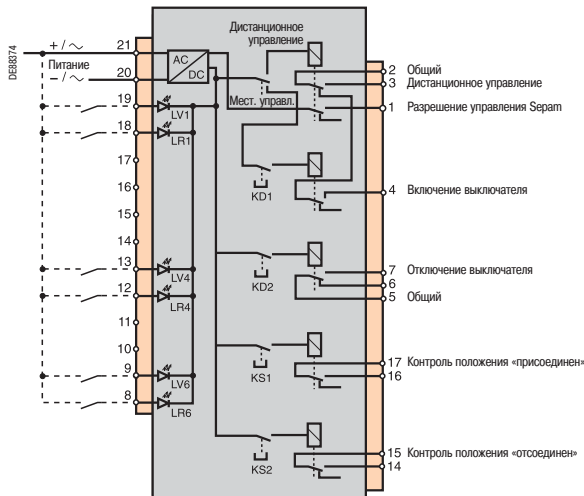 DE88374
+ / ~
Питание
– / ~
21
20
19
18
17
16
15
14
13
12
11
10
9
8
AC
DC
LV1
LR1
LV4
LR4
LV6
LR6
Дистанционное
управление
Мест. управл.
KD1
KD2
KS1
KS2
2 Общий
3 Дистанционное управление
1 Разрешение управления Sepam
4 Включение выключателя
7 Отключение выключателя
6
5 Общий
17 Контроль положения «присоединен»
16
15 Контроль положения «отсоединен»
14